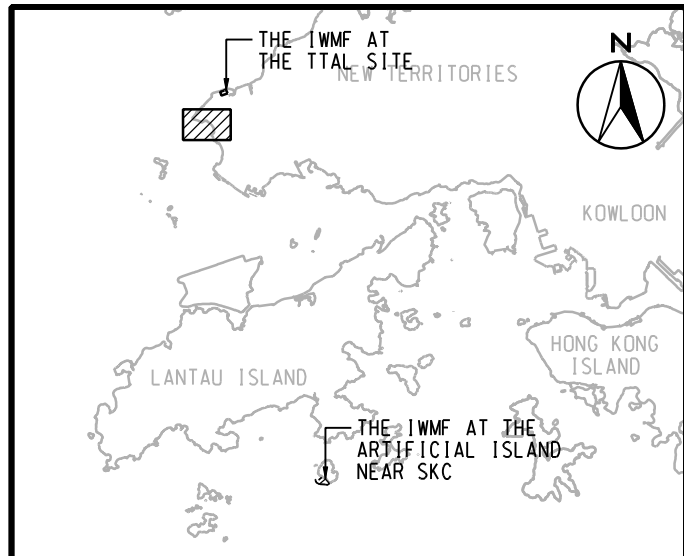 THE IWMF AT
THE TTAL SITE
NEW TERRITORIES
N
KOWLOON
HONG KONG
ISLAND
LANTAU ISLAND
THE IWMF AT THE
ARTIFICIAL ISLAND
NEAR SKC